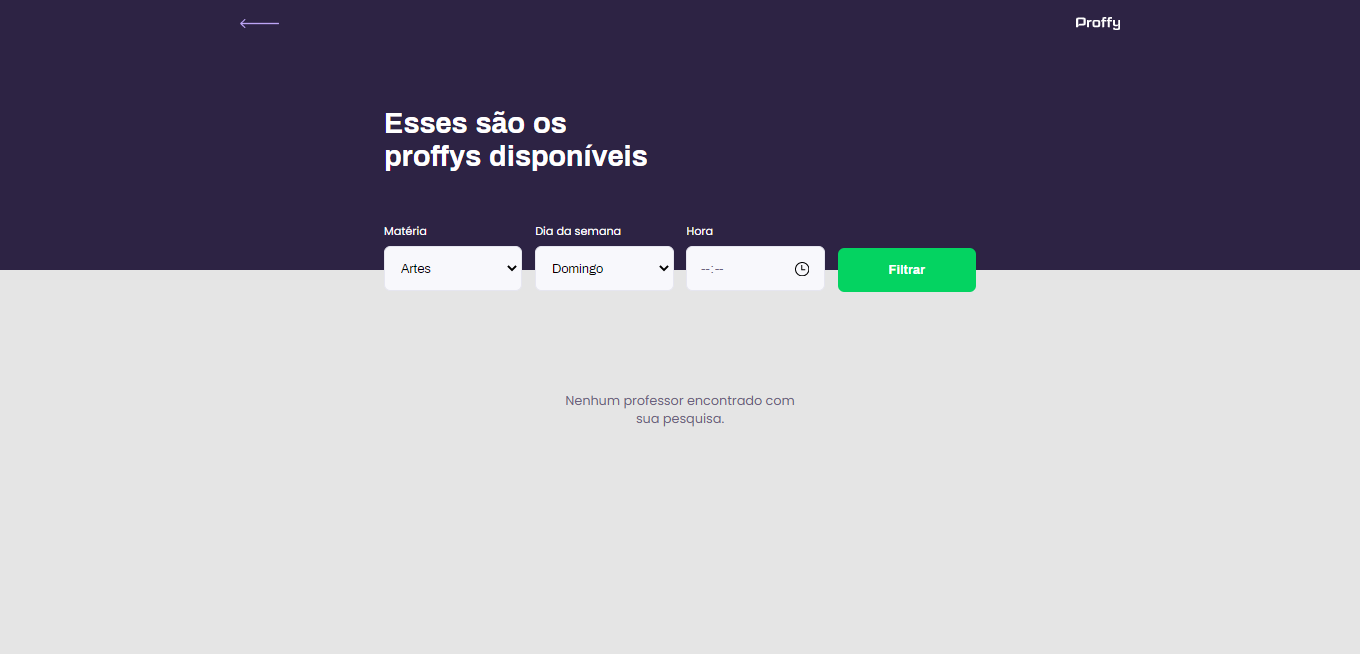 Proffy
Esses são os
proffys disponíveis
Matéria
Dia da semana
Hora
Artes
Domingo
--:--
Filtrar
Nenhum professor encontrado com
sua pesquisa.